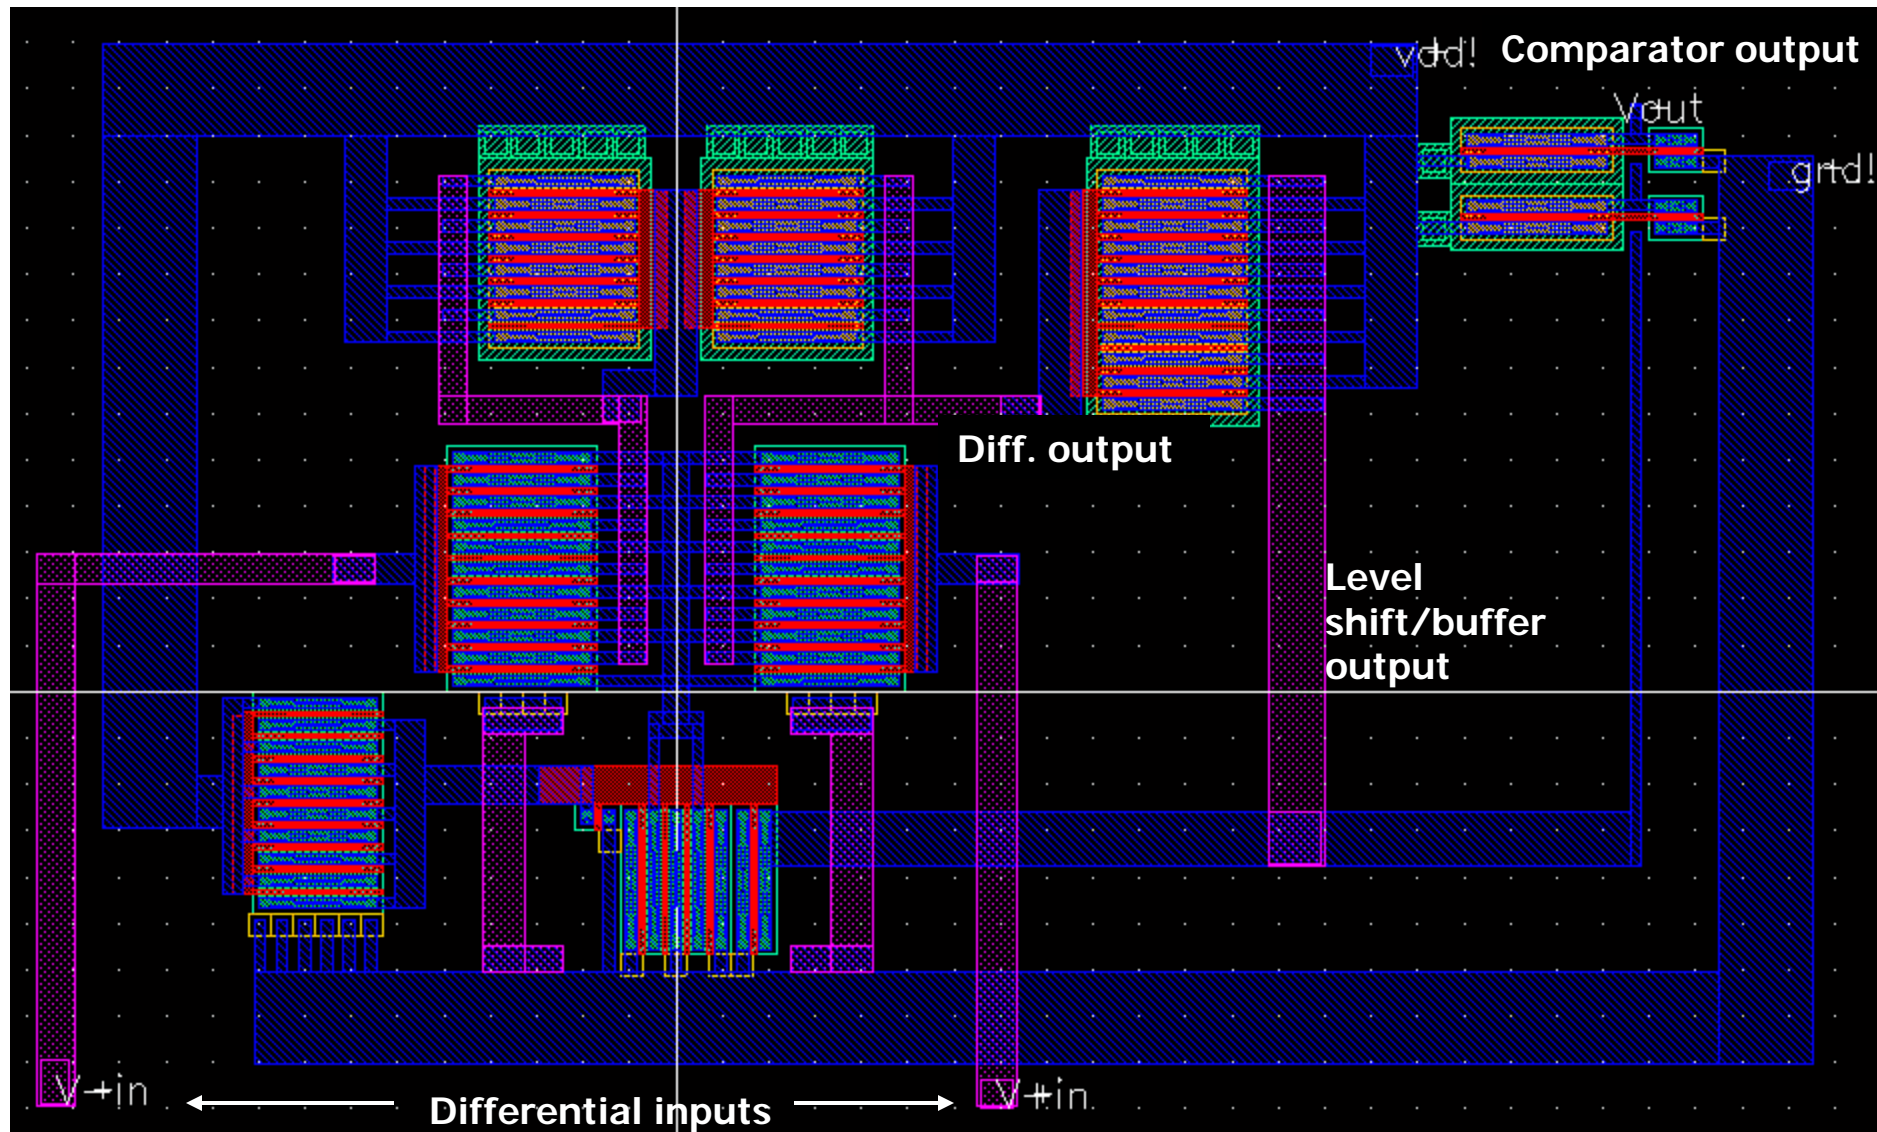 vdd!
Comparator output
Vout
gnd!
Diff. output
Level
shift/buffer
output
V-in
Differential inputs
V+in